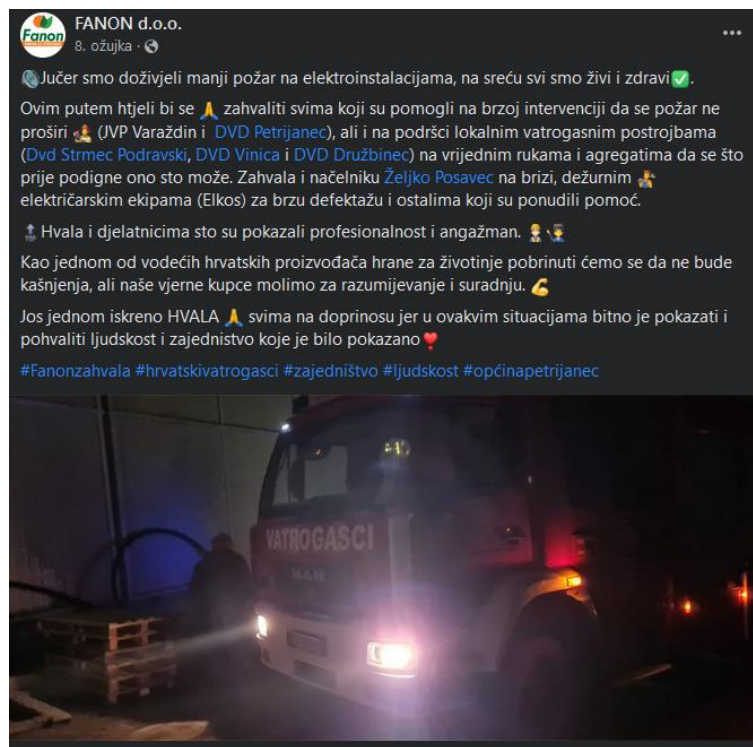 Fanon
FANON d.o.o.
8. ožujka ·
Jučer smo doživjeli manji požar na elektroinstalacijama, na sreću svi smo živi i zdravi✅.
Ovim putem htjeli bi se 🙏 zahvaliti svima koji su pomogli na brzoj intervenciji da se požar ne
proširi 👩‍🚒 (JVP Varaždin i DVD Petrijanec), ali i na podršci lokalnim vatrogasnim postrojbama
(Dvd Strmec Podravski, DVD Vinica i DVD Družbinec) na vrijednim rukama i agregatima da se što
prije podigne ono sto može. Zahvala i načelniku Željko Posavec na brizi, dežurnim 👨‍🔧
električarskim ekipama (Elkos) za brzu defektažu i ostalima koji su ponudili pomoć.
🔝 Hvala i djelatnicima sto su pokazali profesionalnost i angažman. 👷👨‍🏭
Kao jednom od vodećih hrvatskih proizvođača hrane za životinje pobrinuti ćemo se da ne bude
kašnjenja, ali naše vjerne kupce molimo za razumijevanje i suradnju. 💪
Jos jednom iskreno HVALA 🙏 svima na doprinosu jer u ovakvim situacijama bitno je pokazati i
pohvaliti ljudskost i zajednistvo koje je bilo pokazano❣️
#Fanonzahvala #hrvatskivatrogasci #zajedništvo #ljudskost #općinapetrijanec
VATROGASCI
MAN